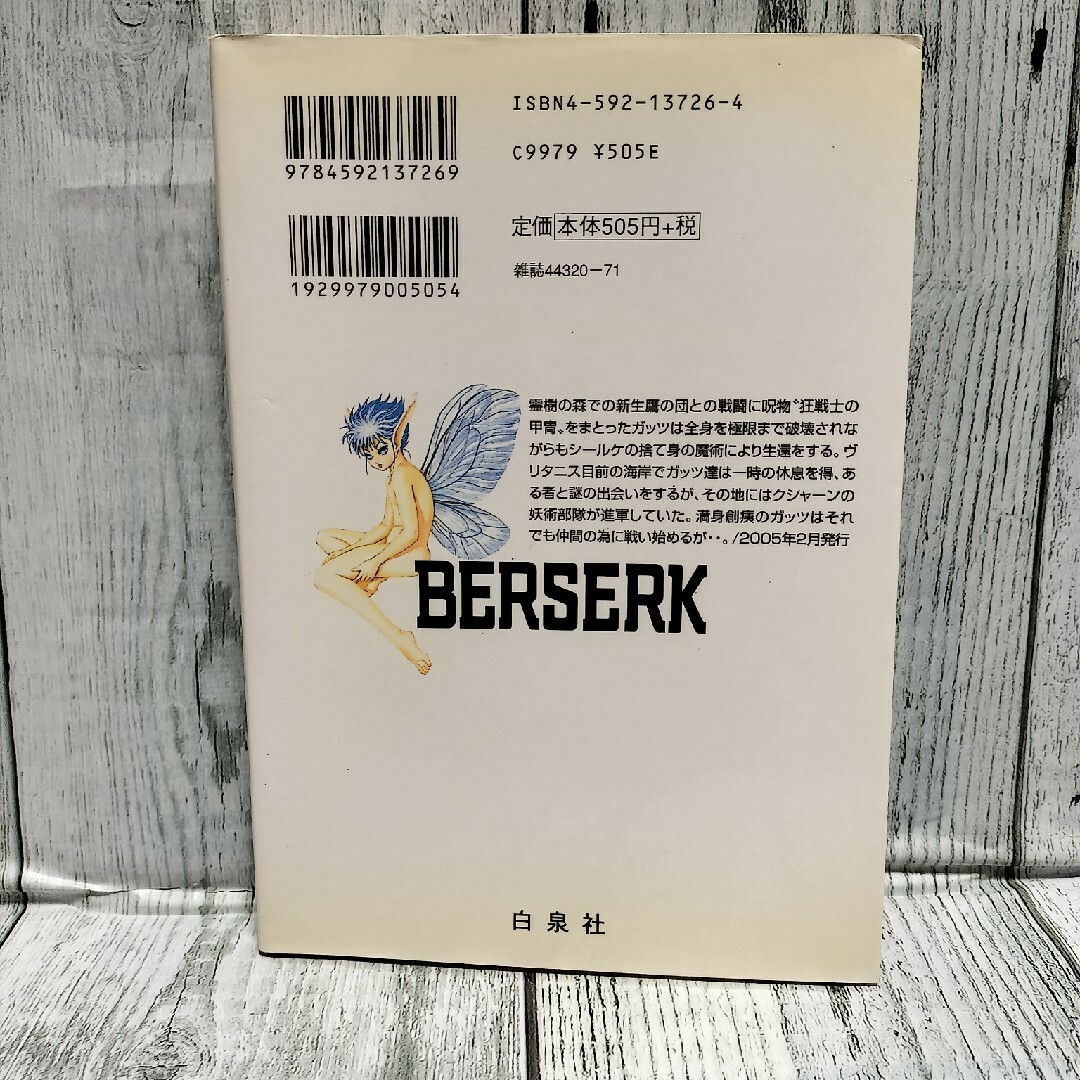 ISBN4-592-13726-4
9784592137269
C9979 ¥505E
定価 本体505円+税
1929979005054
雑誌44320-71
霊樹の森での新生鷹の団との戦闘に呪物〝狂戦士の
甲冑〟をまとったガッツは全身を極限まで破壊されな
がらもシールケの捨て身の魔術により生還をする。ヴ
リタニス目前の海岸でガッツ達は一時の休息を得、あ
る者と謎の出会いをするが、その地にはクシャーンの
妖術部隊が進軍していた。満身創痍のガッツはそれ
でも仲間の為に戦い始めるが‥。/2005年2月発行
BERSERK
白泉社